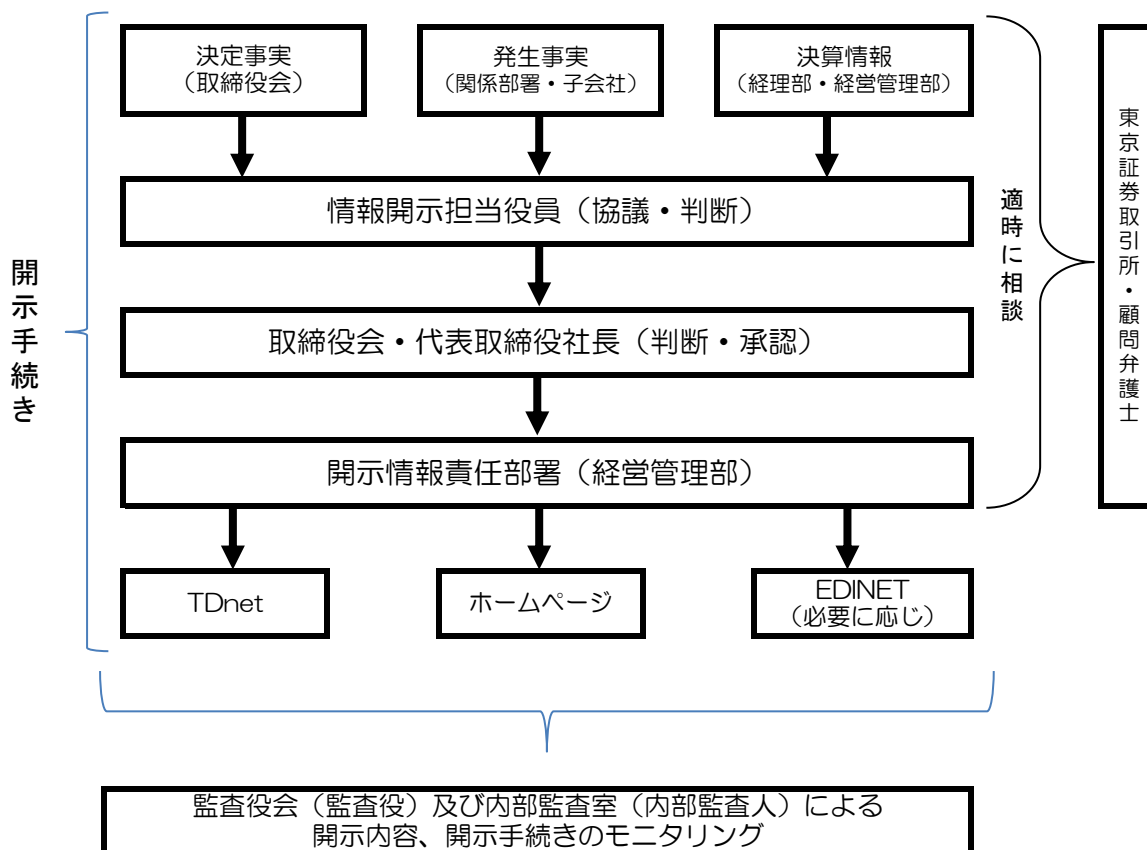 決定事実
（取締役会）
発生事実
（関係部署・子会社）
決算情報
（経理部・経営管理部）
情報開示担当役員（協議・判断）
取締役会・代表取締役社長（判断・承認）
開示情報責任部署（経営管理部）
TDnet
ホームページ
EDINET
（必要に応じ）
開示手続き
適時に相談
東京証券取引所・顧問弁護士
監査役会（監査役）及び内部監査室（内部監査人）による
開示内容、開示手続きのモニタリング